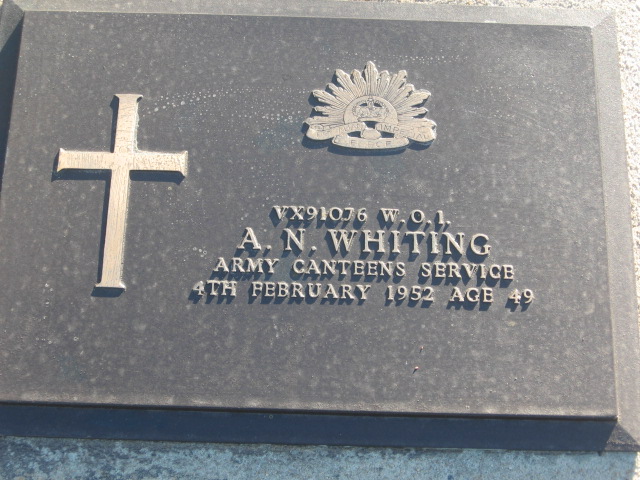 VX91076 W.O.1.
A. N. WHITING
ARMY CANTEENS SERVICE
4TH FEBRUARY 1952 AGE 49